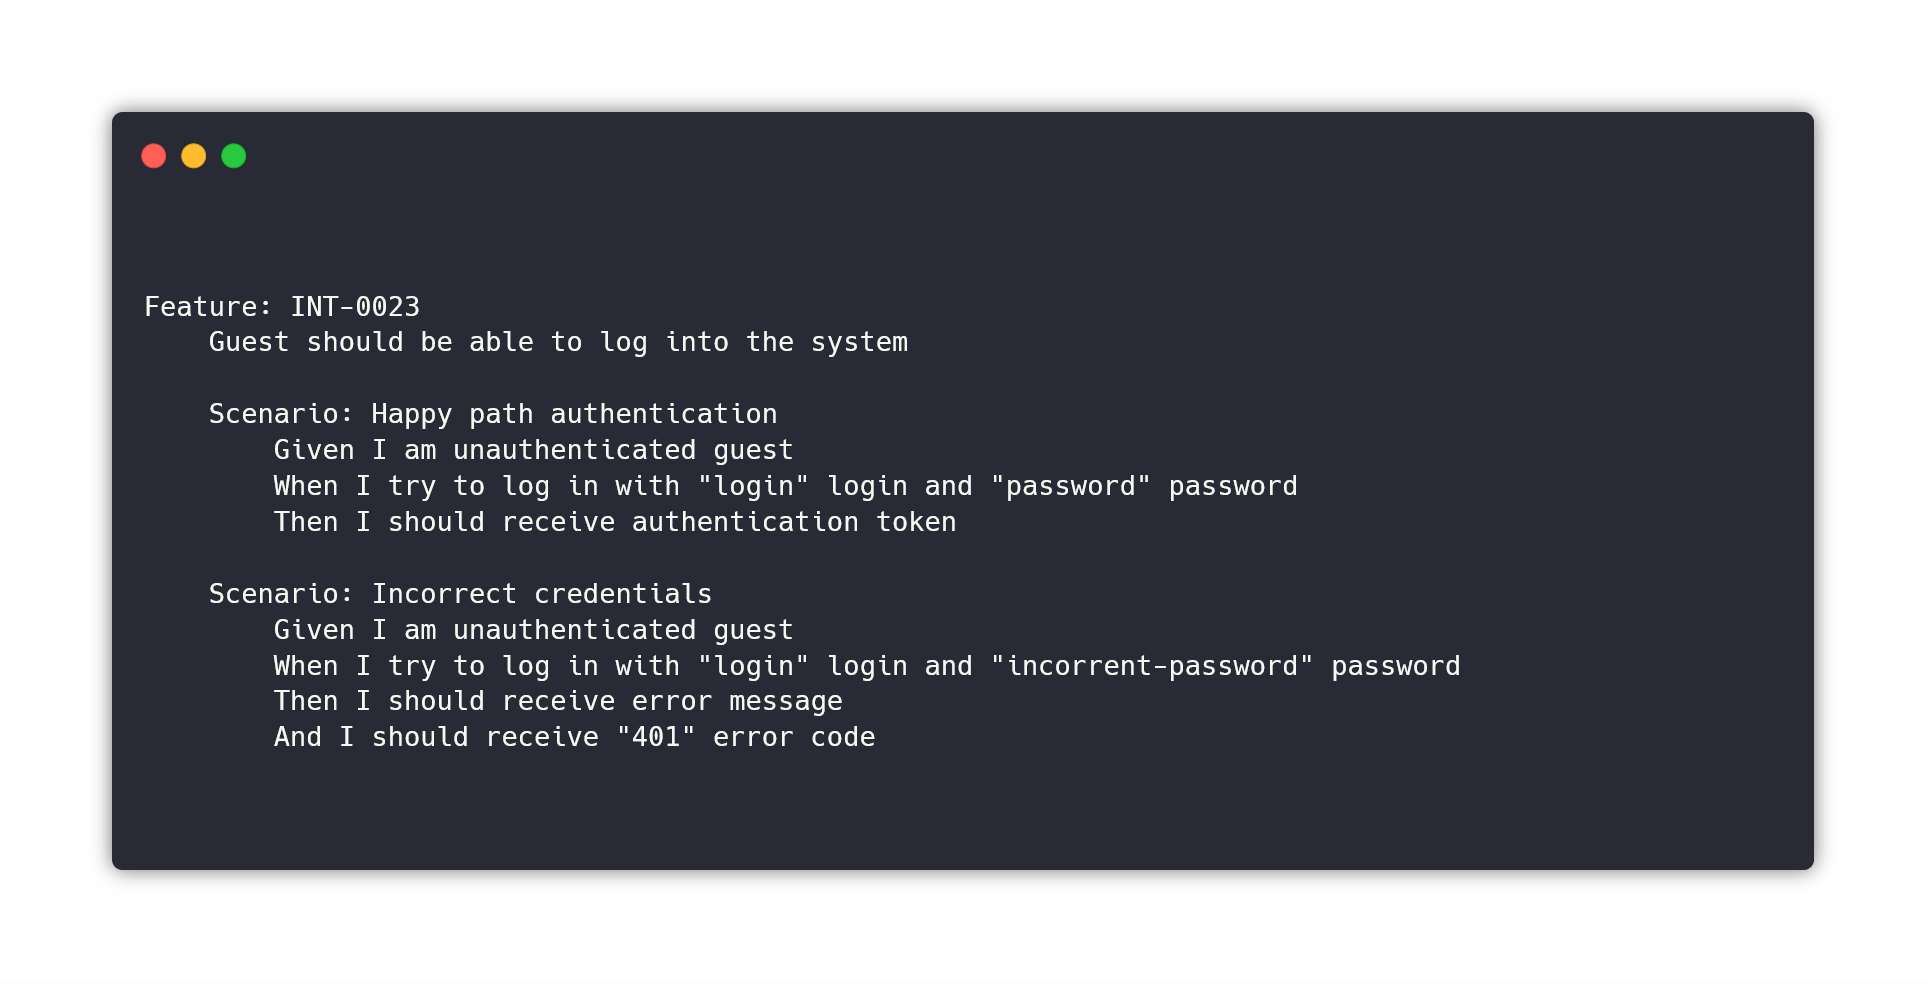 Feature: INT-0023
Guest should be able to log into the system
Scenario: Happy path authentication
Given I am unauthenticated guest
When I try to log in with "login" login and "password" password
Then I should receive authentication token
Scenario: Incorrect credentials
Given I am unauthenticated guest
When I try to log in with "login" login and "incorrent-password" password
Then I should receive error message
And I should receive "401" error code